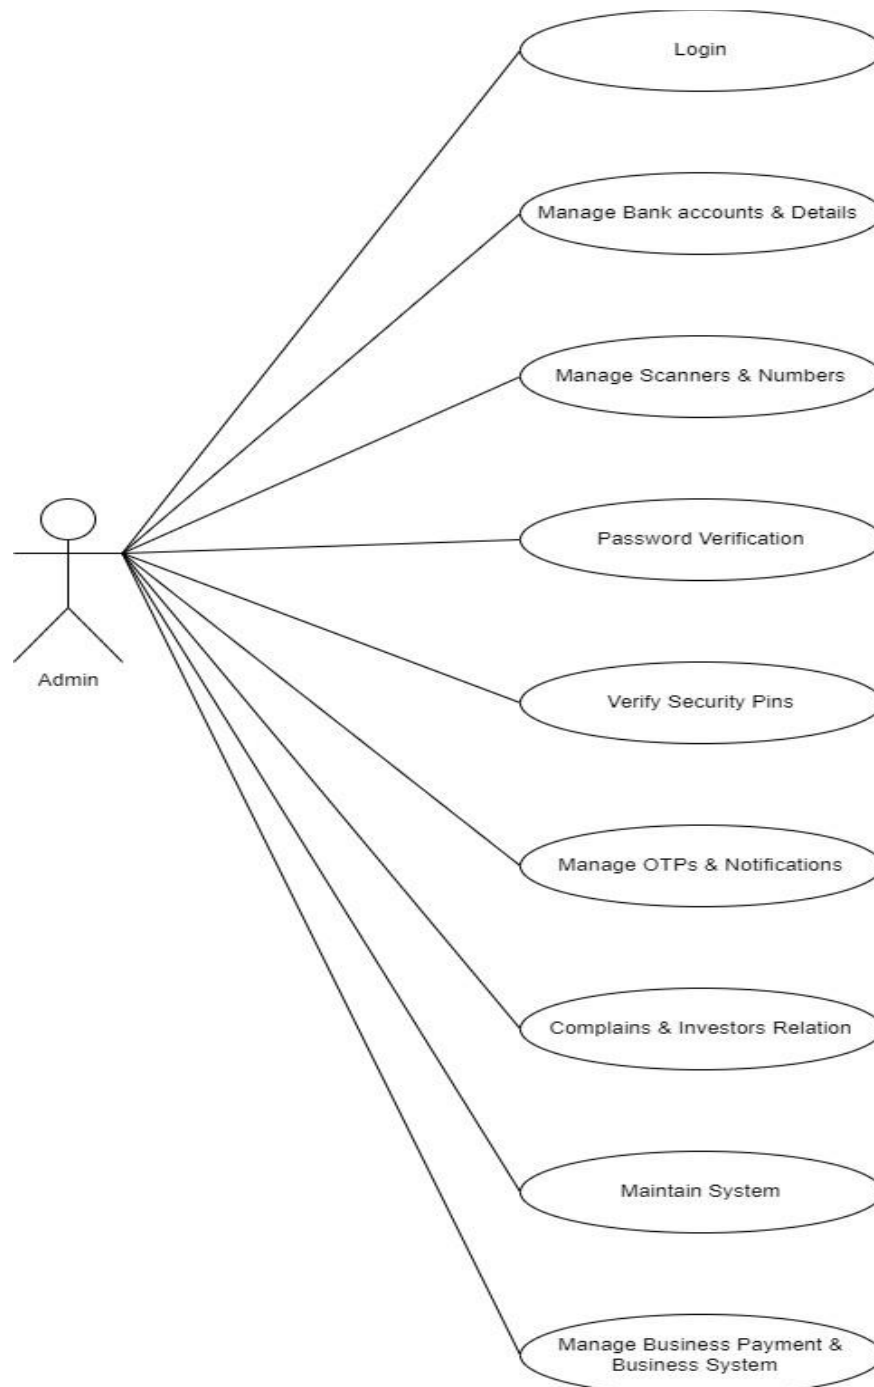 Login
Manage Bank accounts & Details
Manage Scanners & Numbers
Password Verification
Admin
Verify Security Pins
Manage OTPs & Notifications
Complains & Investors Relation
Maintain System
Manage Business Payment &
Business System